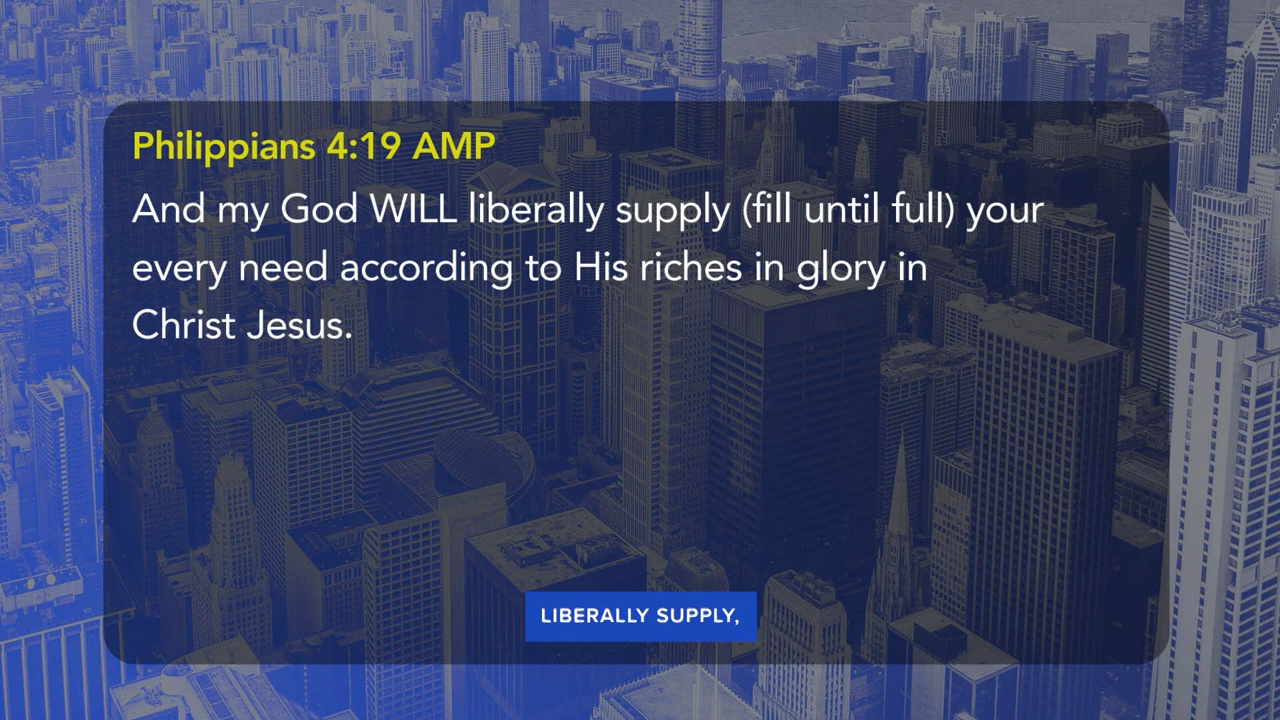 Philippians 4:19 AMP
And my God WILL liberally supply (fill until full) your
every need according to His riches in glory in
Christ Jesus.
LIBERALLY SUPPLY,